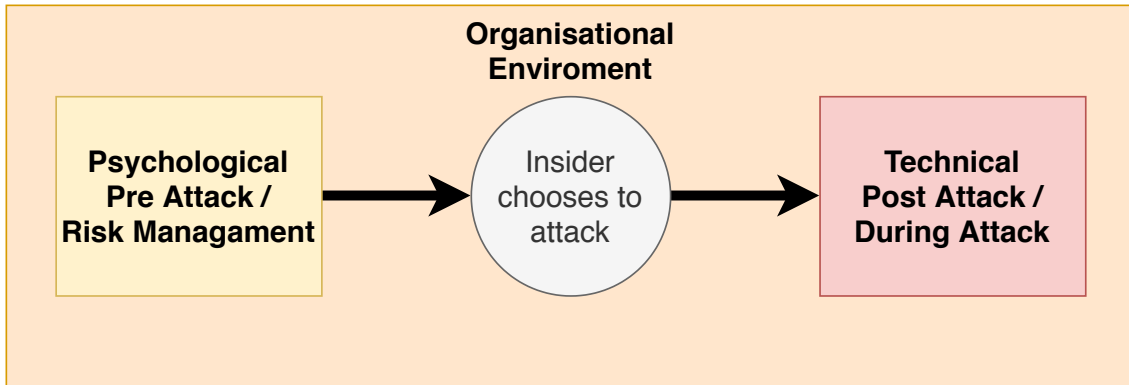 Organisational
Enviroment
Psychological
Pre Attack /
Risk Managament
Insider
chooses to
attack
Technical
Post Attack /
During Attack